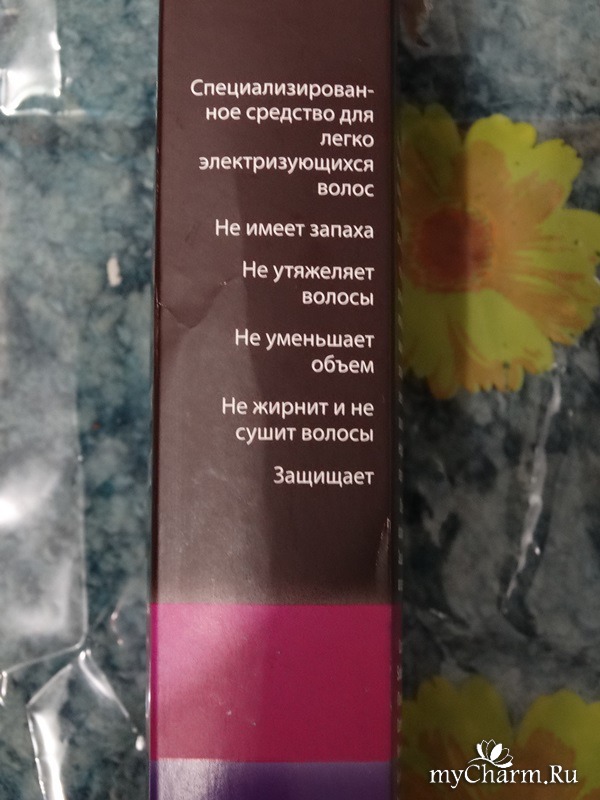 Специализирован-
ное средство для
легко
электризующихся
волос
Не имеет запаха
Не утяжеляет
волосы
Не уменьшает
объем
Не жирнит и не
сушит волосы
Защищает
myCharm.Ru